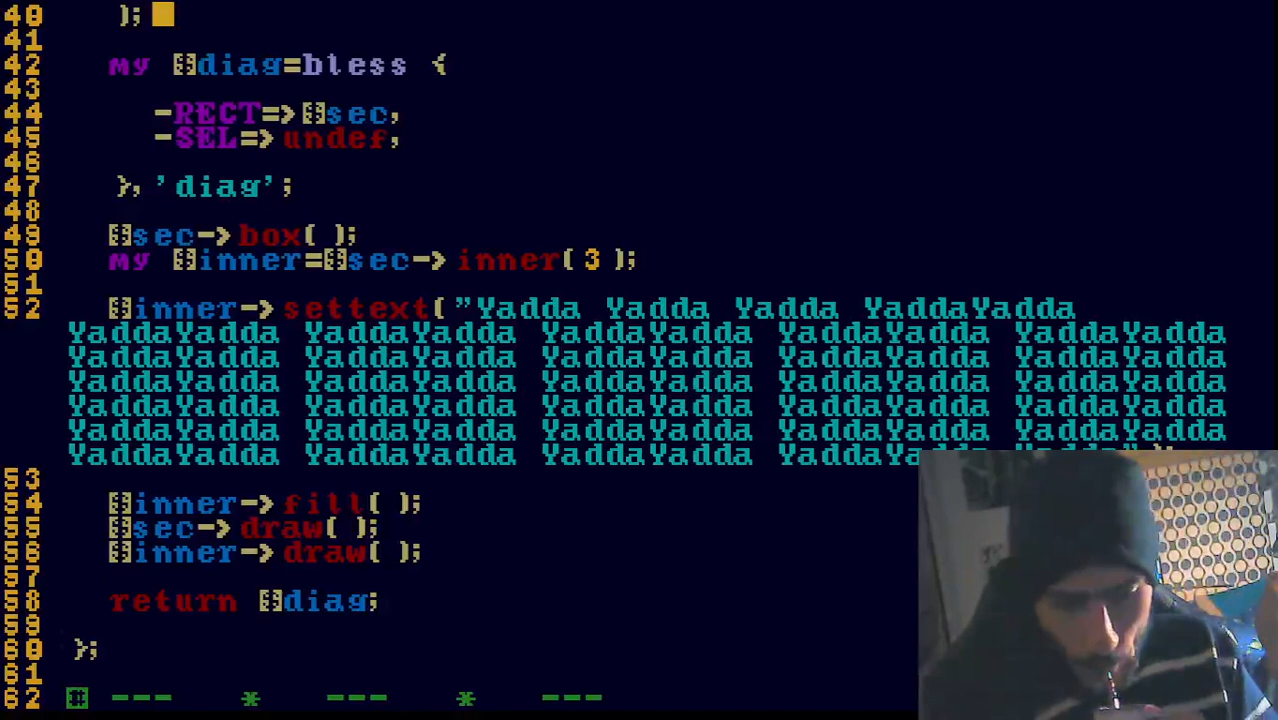 40 );
41
42 my $diag=bless {
43
44 -RECT=>$sec,
45 -SEL=>undef,
46
47 },'diag';
48
49 $sec->box( );
50 my $inner=$sec->inner( 3 );
51
52 $inner->settext( "Yadda Yadda Yadda YaddaYadda
YaddaYadda YaddaYadda YaddaYadda YaddaYadda YaddaYadda
YaddaYadda YaddaYadda YaddaYadda YaddaYadda YaddaYadda
YaddaYadda YaddaYadda YaddaYadda YaddaYadda YaddaYadda
YaddaYadda YaddaYadda YaddaYadda YaddaYadda YaddaYadda
YaddaYadda YaddaYadda YaddaYadda YaddaYadda YaddaYadda
YaddaYadda YaddaYadda YaddaYadda YaddaYadda YaddaYadda" );
53
54 $inner->fill( );
55 $sec->draw( );
56 $inner->draw( );
57
58 return $diag;
59
60 };
61
62 # --- * --- * ---